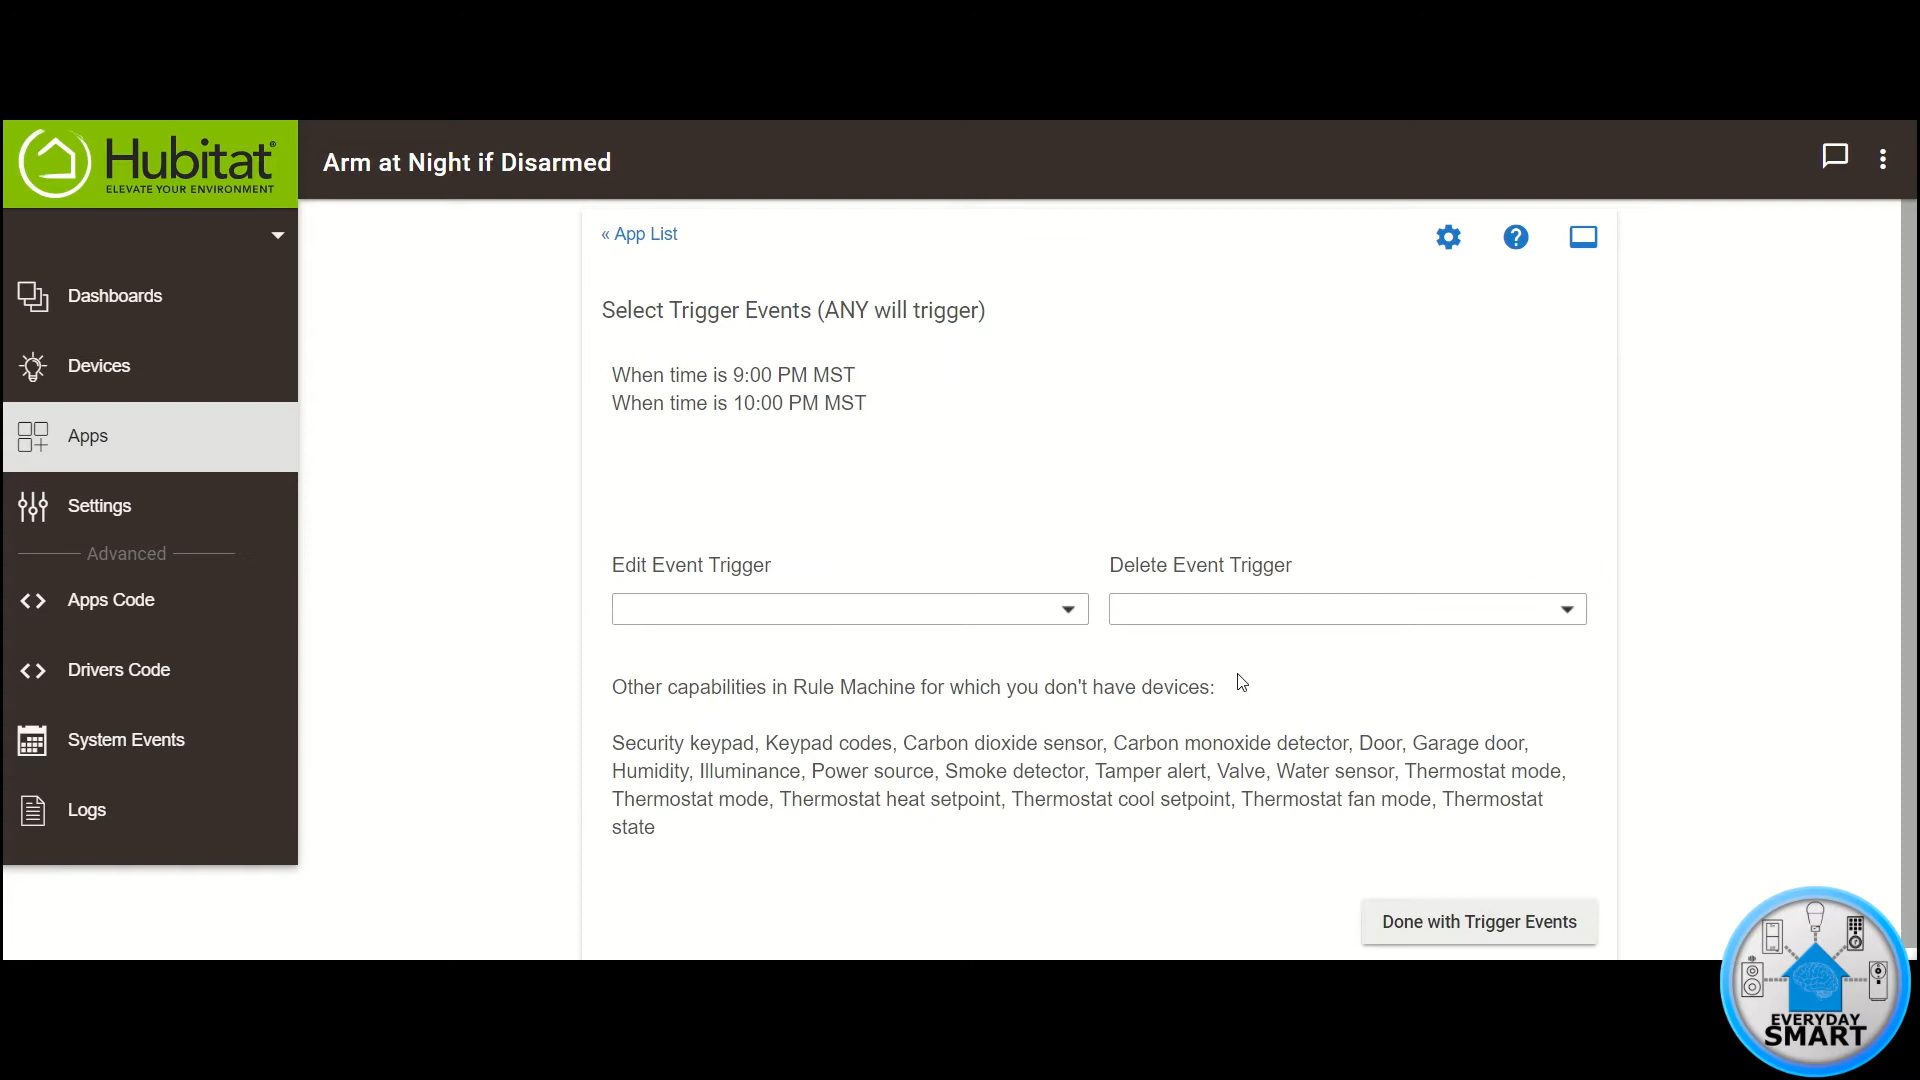 Hubitat®
ELEVATE YOUR ENVIRONMENT
Arm at Night if Disarmed
Dashboards
Devices
Apps
Settings
Advanced
Apps Code
Drivers Code
System Events
Logs
« App List
?
Select Trigger Events (ANY will trigger)
When time is 9:00 PM MST
When time is 10:00 PM MST
Edit Event Trigger
Delete Event Trigger
Other capabilities in Rule Machine for which you don't have devices:
Security keypad, Keypad codes, Carbon dioxide sensor, Carbon monoxide detector, Door, Garage door,
Humidity, Illuminance, Power source, Smoke detector, Tamper alert, Valve, Water sensor, Thermostat mode,
Thermostat mode, Thermostat heat setpoint, Thermostat cool setpoint, Thermostat fan mode, Thermostat
state
Done with Trigger Events
EVERYDAY
SMART